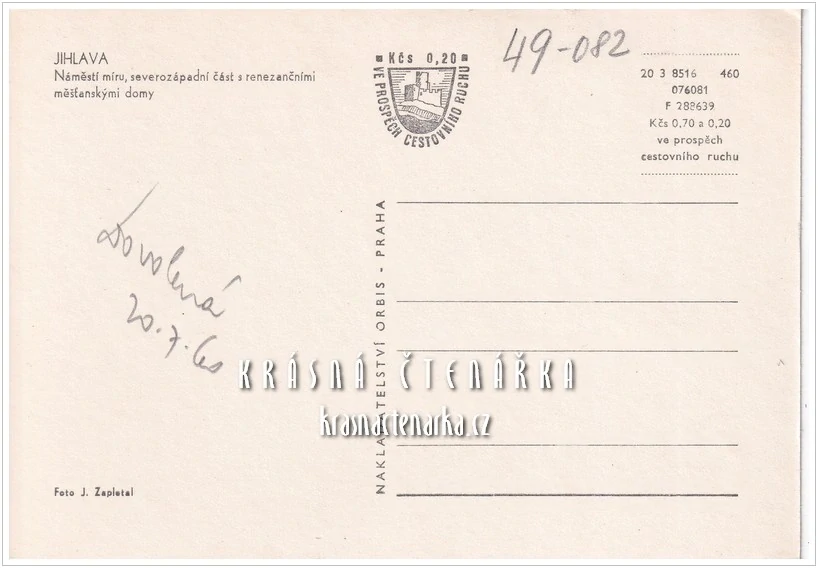 JIHLAVA
Náměstí míru, severozápadní část s renezančními
měšťanskými domy
Kčs 0,20
VE PROSPĚCH CESTOVNÍHO RUCHU
49-082
20 3 8516 460
076081
F 288639
Kčs 0,70 a 0,20
ve prospěch
cestovního ruchu
Dovolená
20.7.
NAKLADATELSTVÍ ORBIS - PRAHA
KRÁSNÁ ČTENÁŘKA
krasnactenarka.cz
Foto J. Zapletal